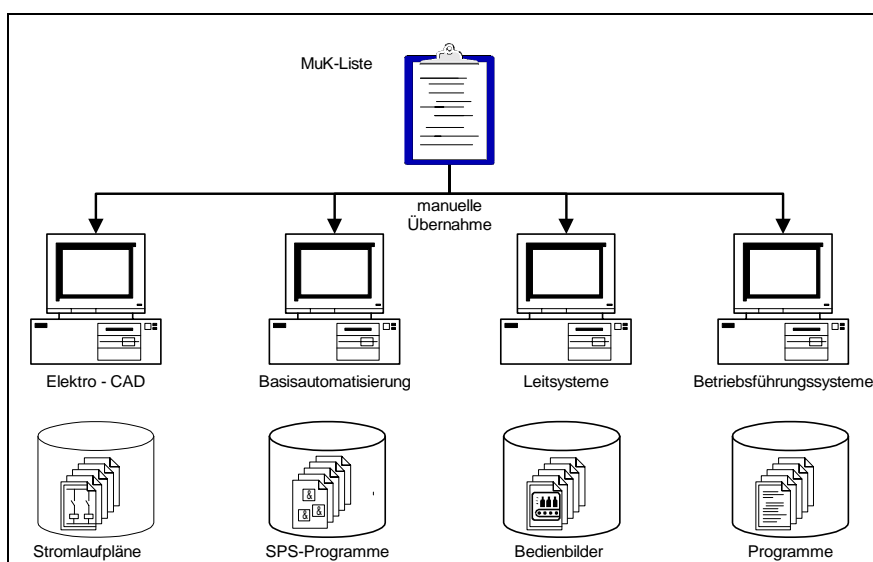 MuK-Liste
manuelle
Übernahme
Elektro - CAD
Basisautomatisierung
Leitsysteme
Betriebsführungssysteme
&
&
&
Stromlaufpläne
SPS-Programme
Bedienbilder
Programme